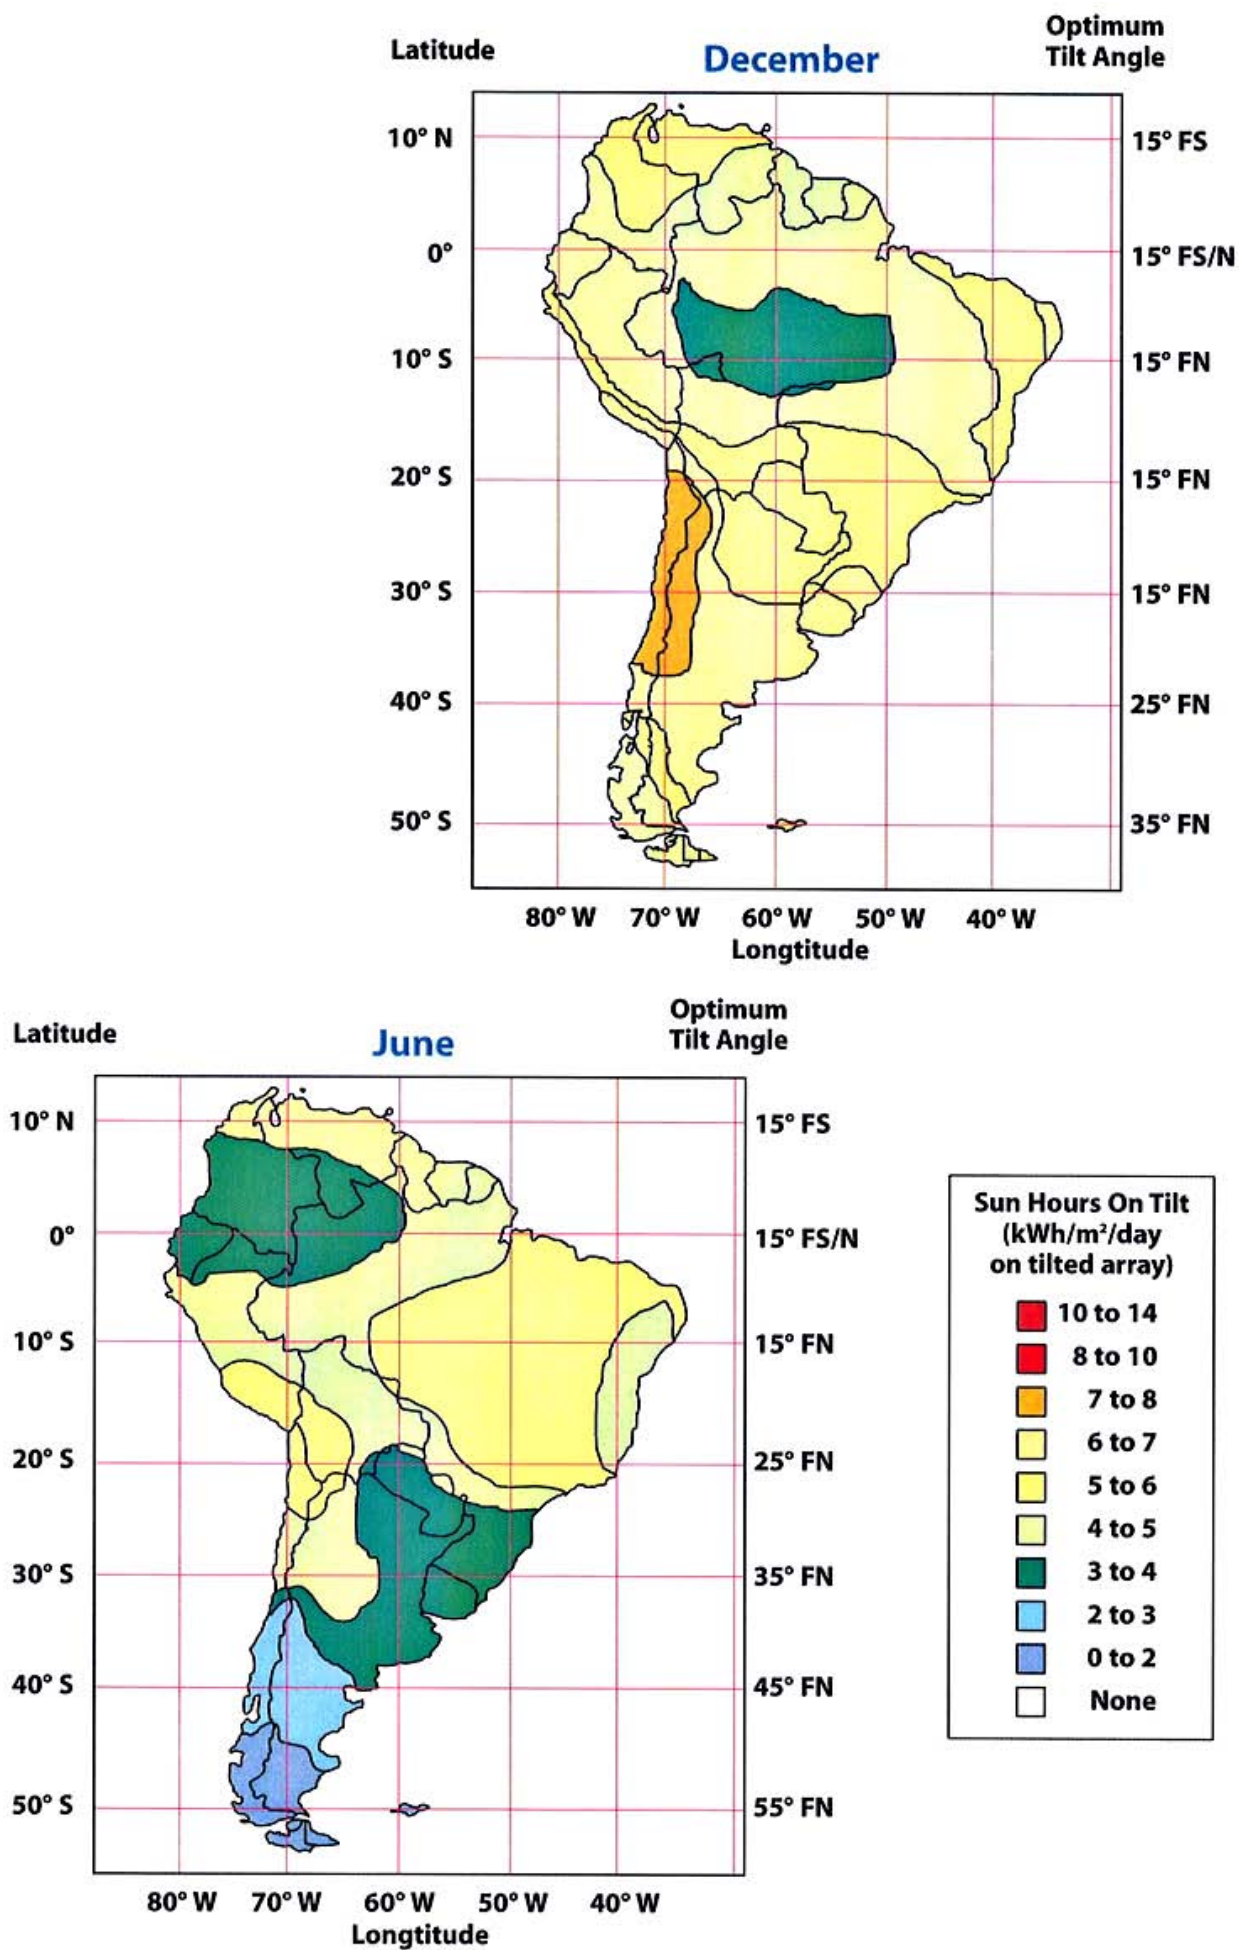 Latitude
December
Optimum
Tilt Angle
10° N
15° FS
0°
15° FS/N
10° S
15° FN
20° S
15° FN
30° S
15° FN
40° S
25° FN
50° S
35° FN
80° W 70° W 60° W 50° W 40° W
Longtitude
Latitude
June
Optimum
Tilt Angle
10° N
15° FS
0°
15° FS/N
10° S
15° FN
20° S
25° FN
30° S
35° FN
40° S
45° FN
50° S
55° FN
80° W 70° W 60° W 50° W 40° W
Longtitude
Sun Hours On Tilt
(kWh/m²/day
on tilted array)
10 to 14
8 to 10
7 to 8
6 to 7
5 to 6
4 to 5
3 to 4
2 to 3
0 to 2
None